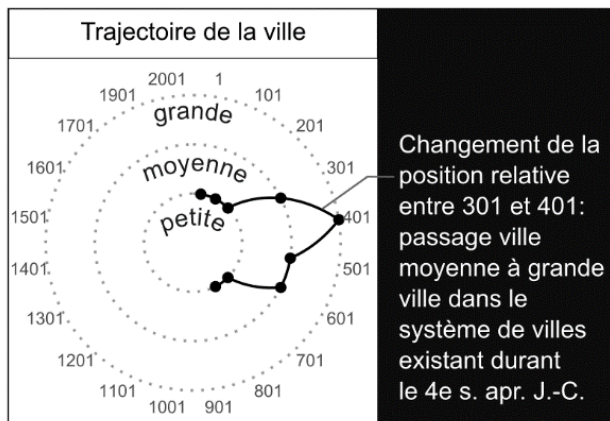 Trajectoire de la ville
2001 1
1901 101
1801 201
1701 301
1601 401
1501 501
1401 601
1301 701
1201 801
1101 901
1001
grande
moyenne
petite
Changement de la
position relative
entre 301 et 401:
passage ville
moyenne à grande
ville dans le
système de villes
existant durant
le 4e s. apr. J.-C.